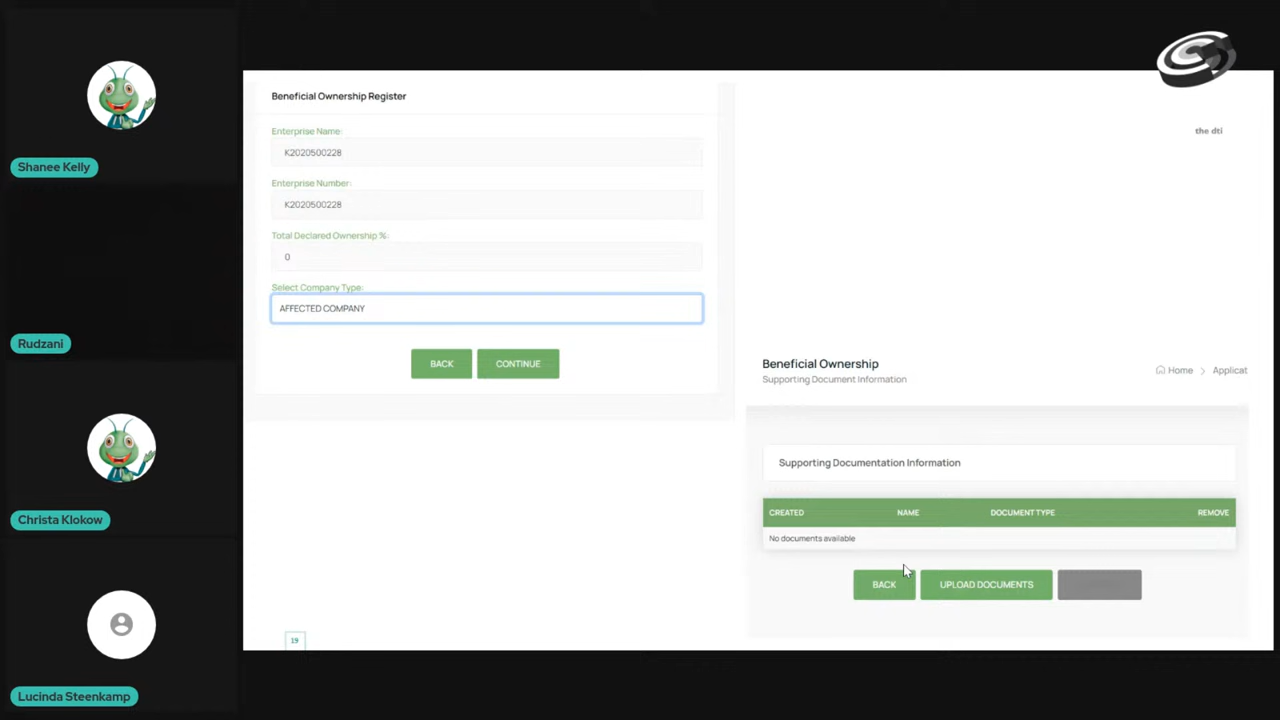 Shanee Kelly
Rudzani
Christa Klokow
Lucinda Steenkamp
the dti
Beneficial Ownership Register
Enterprise Name:
K2020500228
Enterprise Number:
K2020500228
Total Declared Ownership %:
0
Select Company Type:
AFFECTED COMPANY
BACK CONTINUE
Beneficial Ownership
Supporting Document Information
Home > Applicat
Supporting Documentation Information
CREATED NAME DOCUMENT TYPE REMOVE
No documents available
BACK UPLOAD DOCUMENTS
19